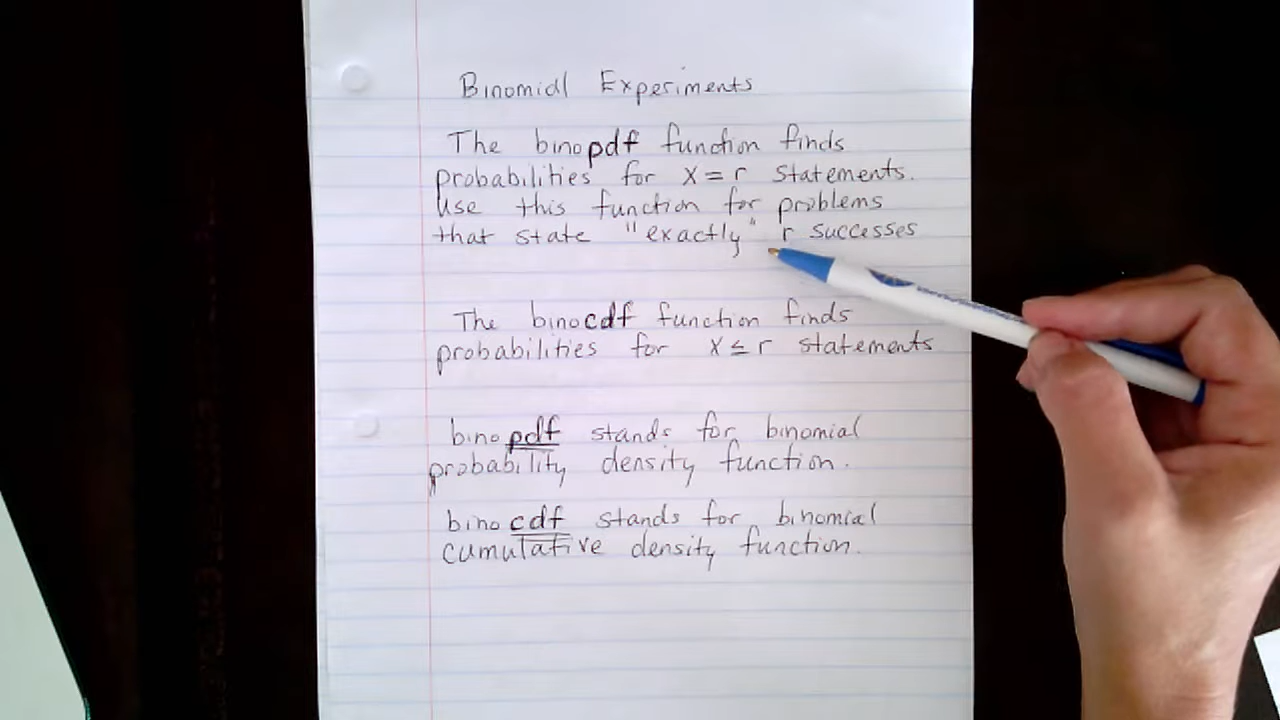 Binomial Experiments
The binopdf function finds
probabilities for x = r statements.
Use this function for problems
that state "exactly" r successes
The binocdf function finds
probabilities for x ≤ r statements
binopdf stands for binomial
probability density function.
binocdf stands for binomial
cumulative density function.